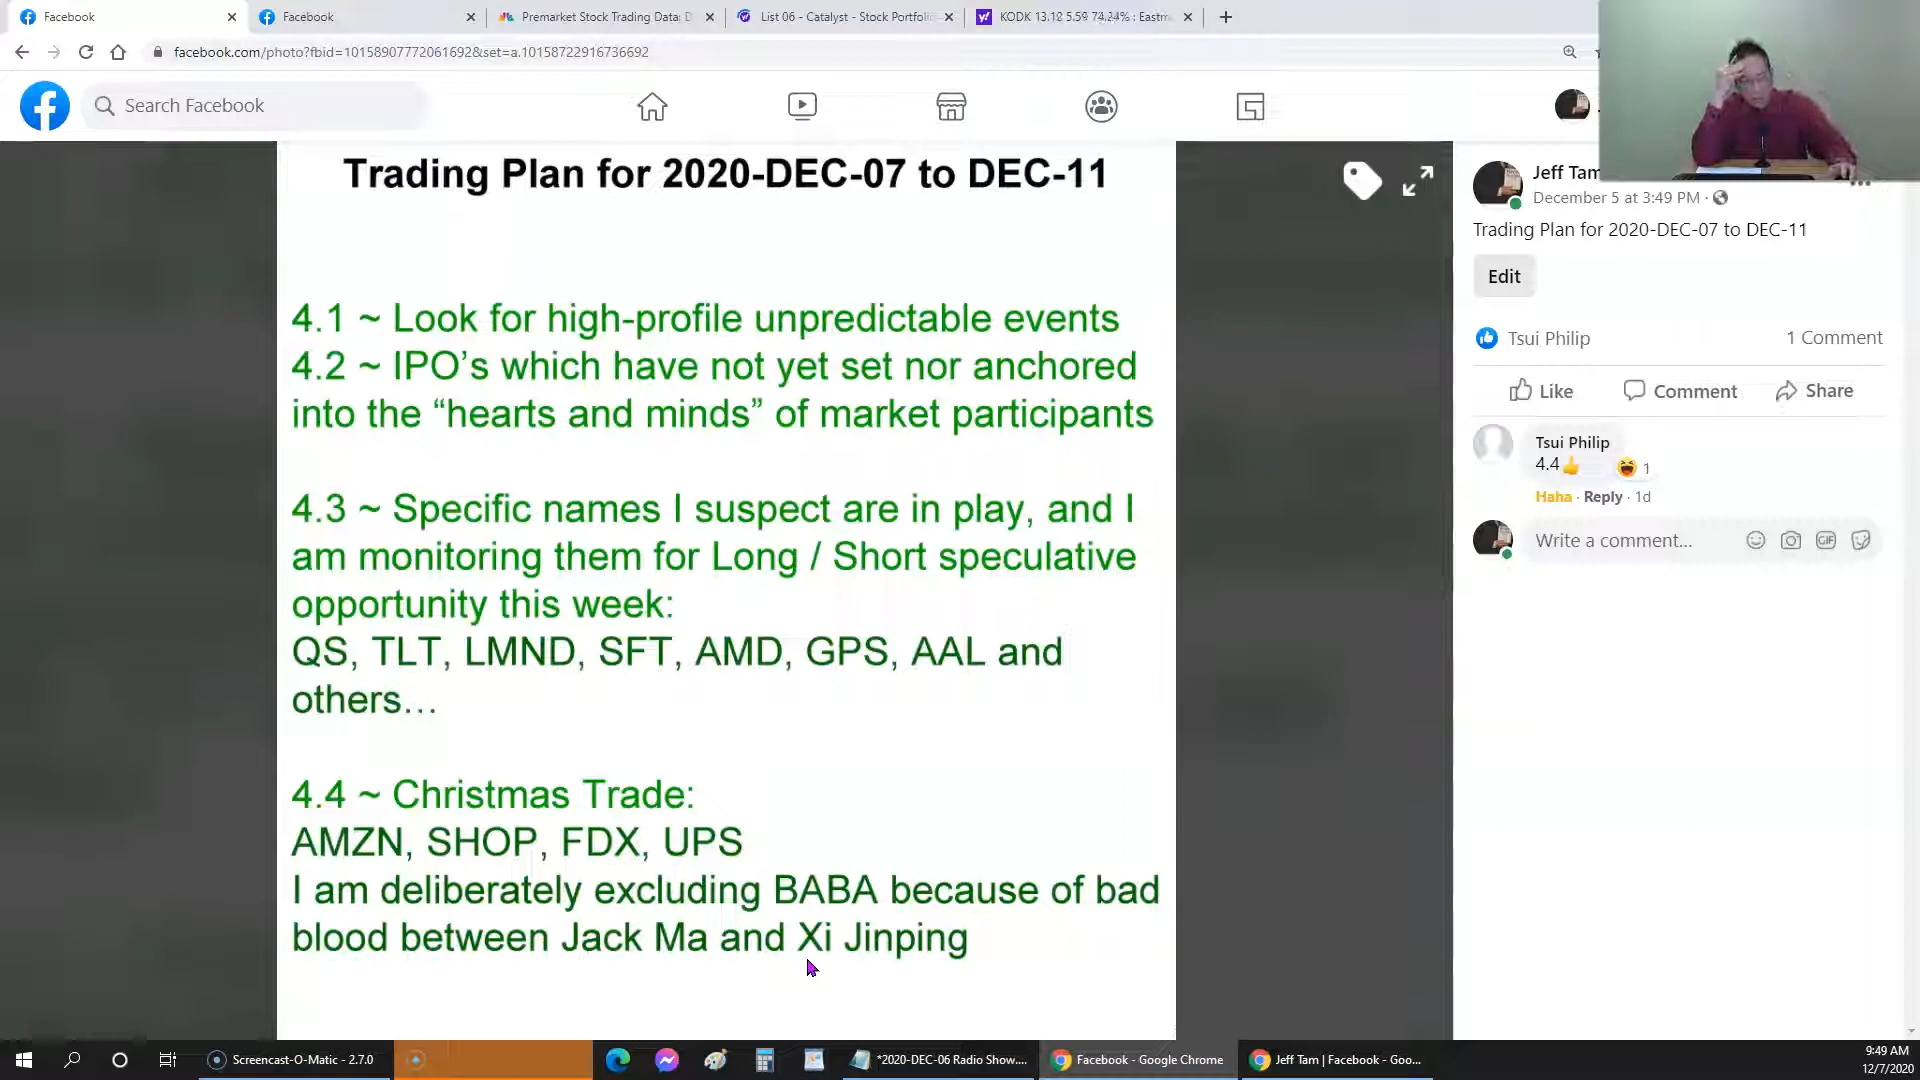 Facebook
Facebook
Premarket Stock Trading Data: D
List 06 - Catalyst - Stock Portfolio
KODK 13.18 5.59 74.24% : Eastm
facebook.com/photo?fbid=10158907772061692&set=a.10158722916736692
Search Facebook
Trading Plan for 2020-DEC-07 to DEC-11
4.1 ~ Look for high-profile unpredictable events
4.2 ~ IPO’s which have not yet set nor anchored
into the “hearts and minds” of market participants
4.3 ~ Specific names I suspect are in play, and I
am monitoring them for Long / Short speculative
opportunity this week:
QS, TLT, LMND, SFT, AMD, GPS, AAL and
others…
4.4 ~ Christmas Trade:
AMZN, SHOP, FDX, UPS
I am deliberately excluding BABA because of bad
blood between Jack Ma and Xi Jinping
Jeff Tam
December 5 at 3:49 PM ·
Trading Plan for 2020-DEC-07 to DEC-11
Edit
Tsui Philip
1 Comment
Like
Comment
Share
Tsui Philip
4.4👍
😆 1
Haha · Reply · 1d
Write a comment...
GIF
Screencast-O-Matic - 2.7.0
*2020-DEC-06 Radio Show....
Facebook - Google Chrome
Jeff Tam | Facebook - Goo...
9:49 AM
12/7/2020